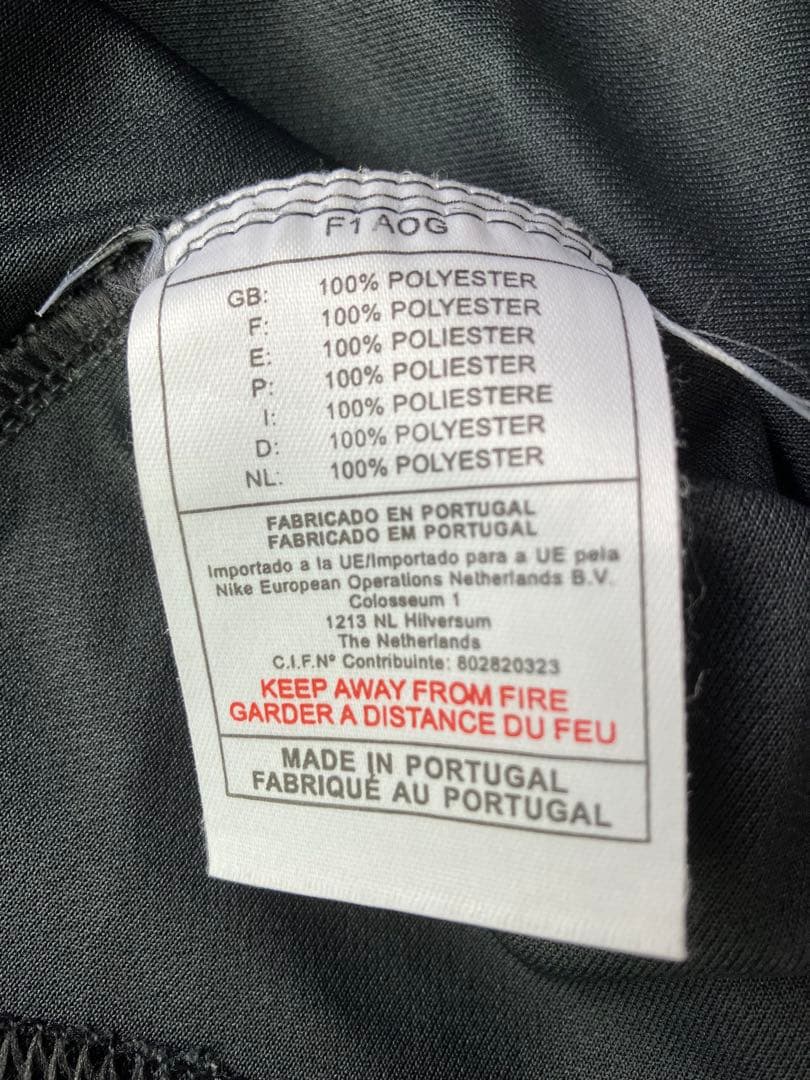 F1 AOG
GB: 100% POLYESTER
F: 100% POLYESTER
E: 100% POLIESTER
P: 100% POLIESTER
I: 100% POLIESTERE
D: 100% POLYESTER
NL: 100% POLYESTER
FABRICADO EN PORTUGAL
FABRICADO EM PORTUGAL
Importado a la UE/Importado para a UE pela
Nike European Operations Netherlands B.V.
Colosseum 1
1213 NL Hilversum
The Netherlands
C.I.F.Nº Contribuinte: 802820323
KEEP AWAY FROM FIRE
GARDER A DISTANCE DU FEU
MADE IN PORTUGAL
FABRIQUÉ AU PORTUGAL